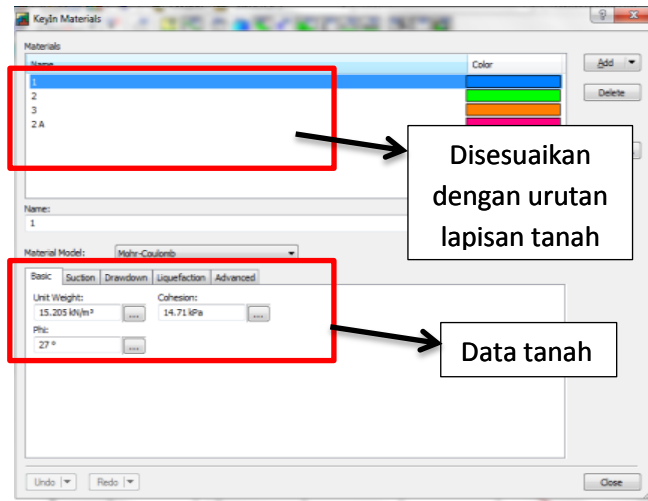 KeyIn Materials
Materials
Name Color
Add
1
Delete
2
3
2 A
Disesuaikan
dengan urutan
lapisan tanah
Name:
1
Material Model: Mohr-Coulomb
Basic Suction Drawdown Liquefaction Advanced
Unit Weight: Cohesion:
15.205 kN/m³ ... 14.71 kPa ...
Phi:
27 ° ...
Data tanah
Undo Redo Close